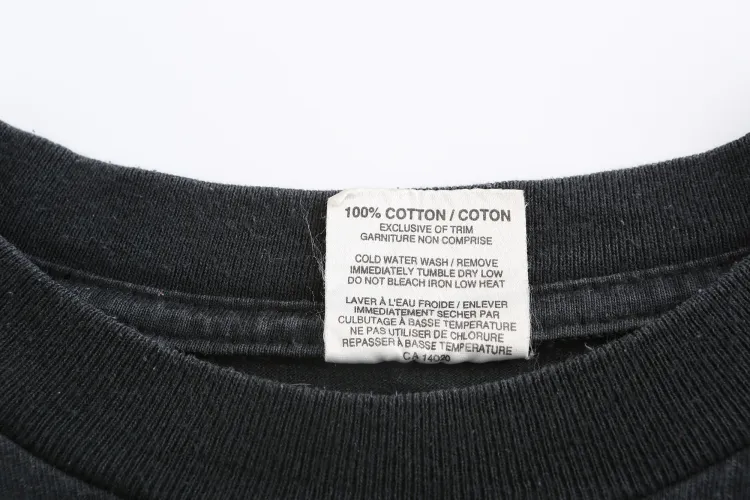 100% COTTON / COTON
EXCLUSIVE OF TRIM
GARNITURE NON COMPRISE
COLD WATER WASH / REMOVE
IMMEDIATELY TUMBLE DRY LOW
DO NOT BLEACH IRON LOW HEAT
LAVER À L'EAU FROIDE / ENLEVER
IMMEDIATEMENT SECHER PAR
CULBUTAGE À BASSE TEMPERATURE
NE PAS UTILISER DE CHLORURE
REPASSER À BASSE TEMPERATURE
CA